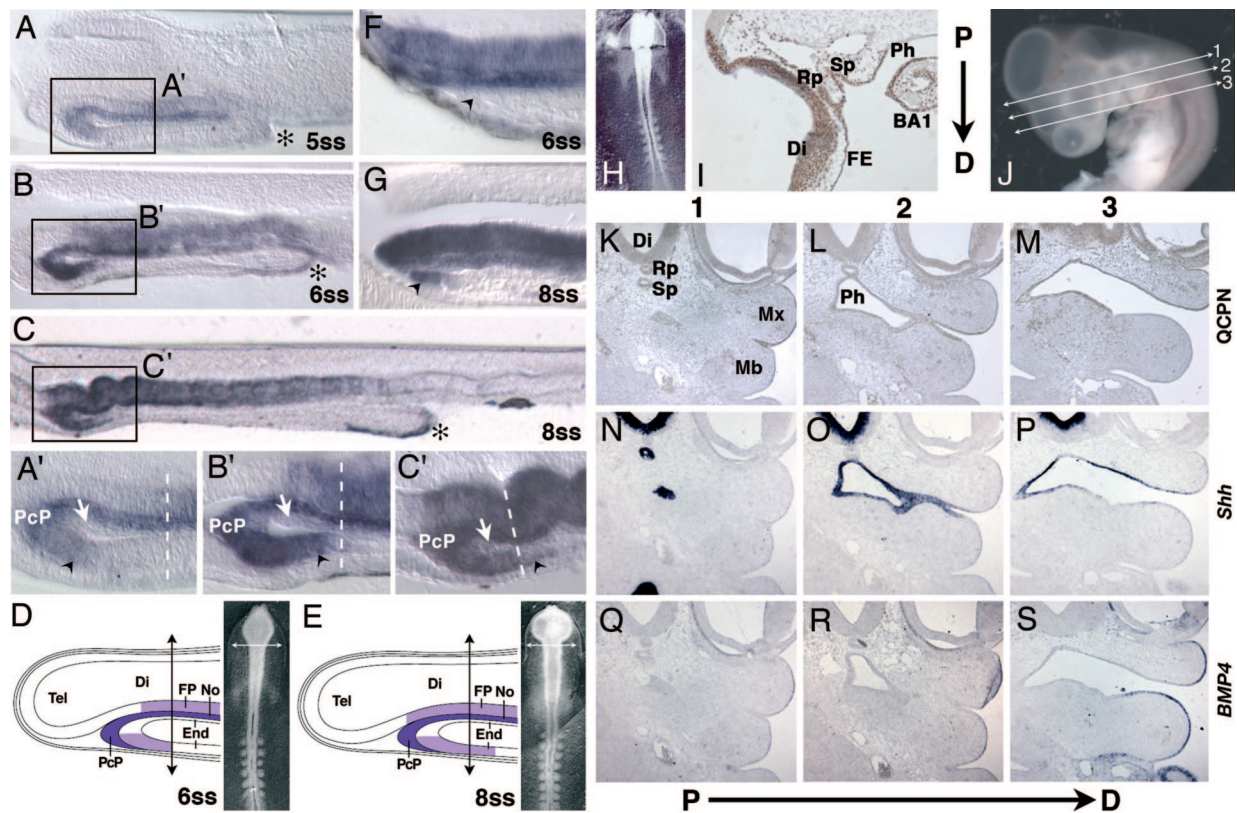 A
A'
*
5ss
B
B'
*
6ss
C
C'
*
8ss
F
6ss
G
8ss
A'
PcP
B'
PcP
C'
PcP
D
Tel
Di
FP No
End
PcP
6ss
E
Tel
Di
FP No
End
PcP
8ss
H
I
Rp
Sp
Ph
BA1
Di
FE
P
D
J
1
2
3
1
2
3
K
Di
Rp
Sp
Mx
Mb
L
Ph
M
QCPN
N
O
P
Shh
Q
R
S
BMP4
P
D